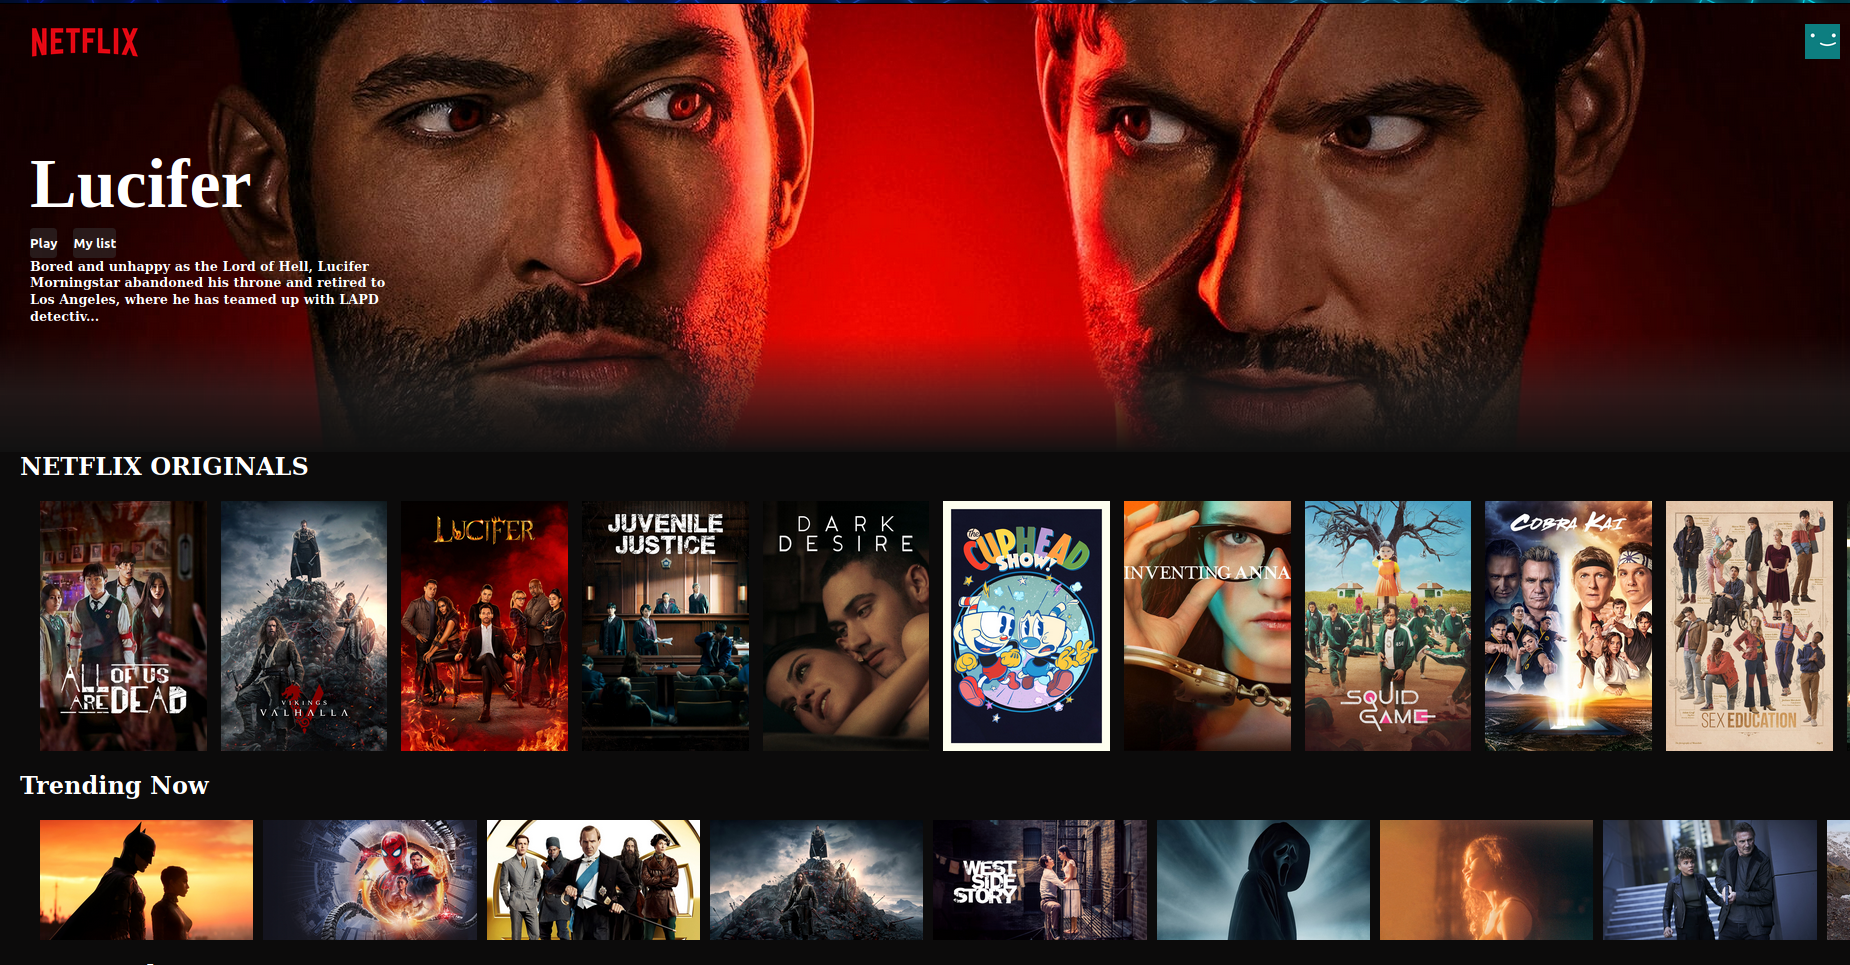 NETFLIX
Lucifer
Play My list
Bored and unhappy as the Lord of Hell, Lucifer
Morningstar abandoned his throne and retired to
Los Angeles, where he has teamed up with LAPD
detectiv...
NETFLIX ORIGINALS
ALL OF US
ARE DEAD
VIKINGS
VALHALLA
LUCIFER
JUVENILE
JUSTICE
DARK
DESIRE
The
CUPHEAD
SHOW!
INVENTING ANNA
SQUID
GAME
COBRA KAI
SEX EDUCATION
Trending Now
WEST
SIDE
STORY